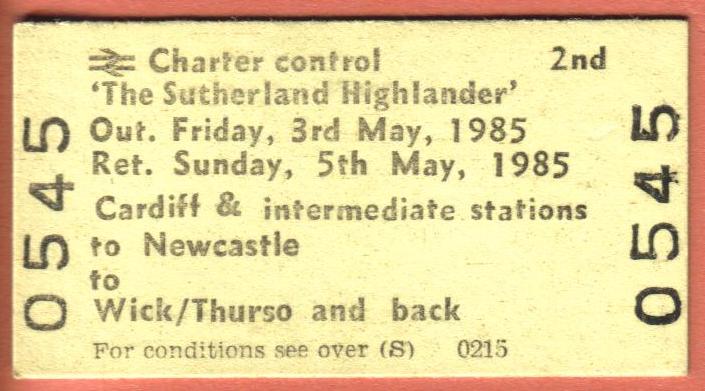 Charter control 2nd
'The Sutherland Highlander'
Out. Friday, 3rd May, 1985
Ret. Sunday, 5th May, 1985
Cardiff & intermediate stations
to Newcastle
to
Wick/Thurso and back
For conditions see over (S) 0215
0545
0545